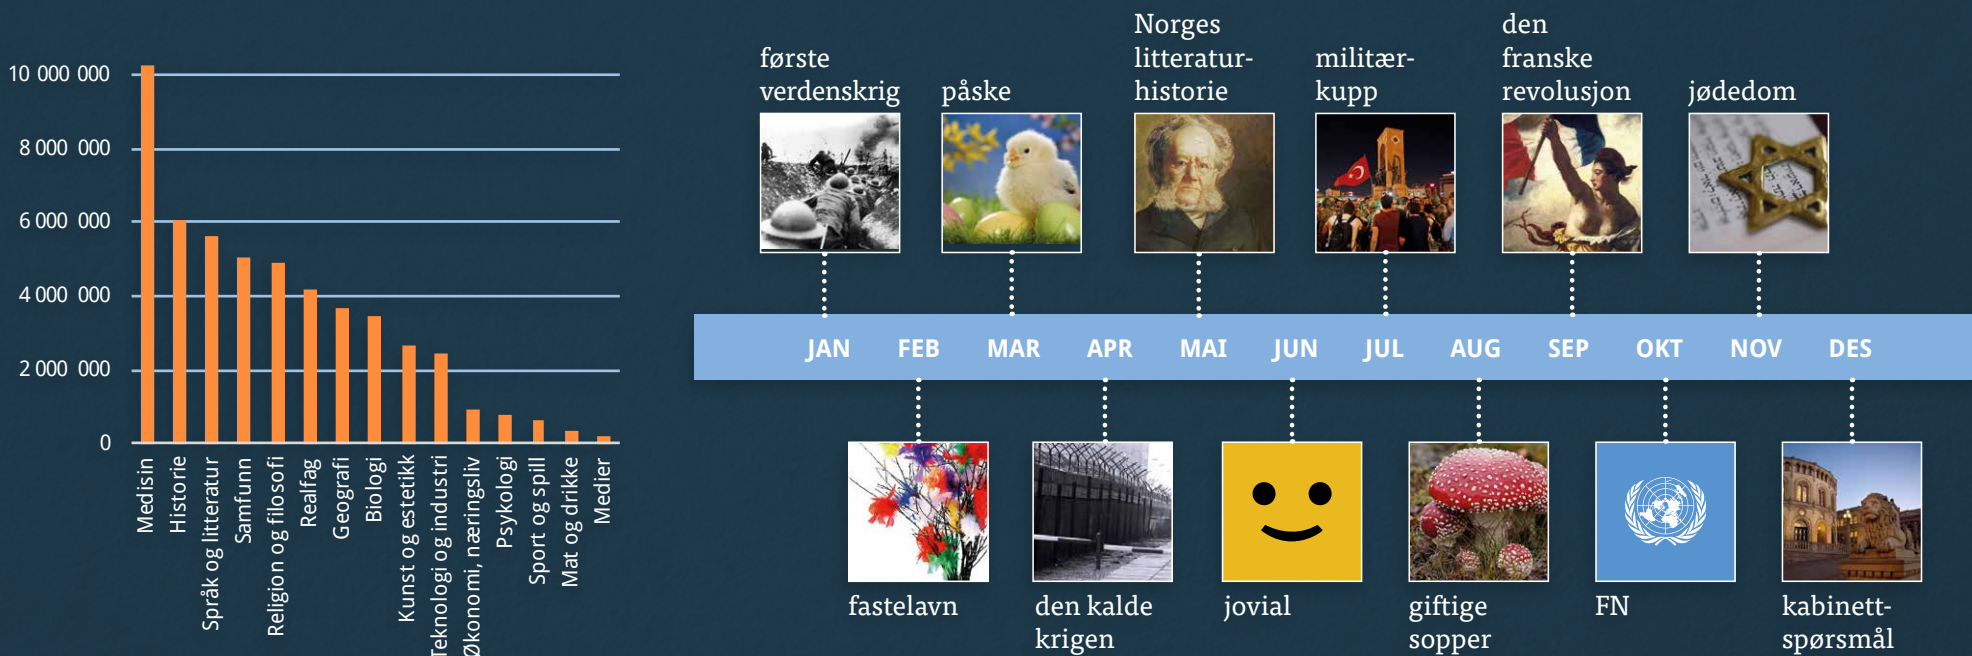 10 000 000
8 000 000
6 000 000
4 000 000
2 000 000
0
Medisin
Historie
Språk og litteratur
Samfunn
Religion og filosofi
Realfag
Geografi
Biologi
Kunst og estetikk
Teknologi og industri
Økonomi, næringsliv
Psykologi
Sport og spill
Mat og drikke
Medier
første
verdenskrig
påske
Norges
litteratur-
historie
militær-
kupp
den
franske
revolusjon
jødedom
JAN FEB MAR APR MAI JUN JUL AUG SEP OKT NOV DES
fastelavn
den kalde
krigen
jovial
giftige
sopper
FN
kabinett-
spørsmål